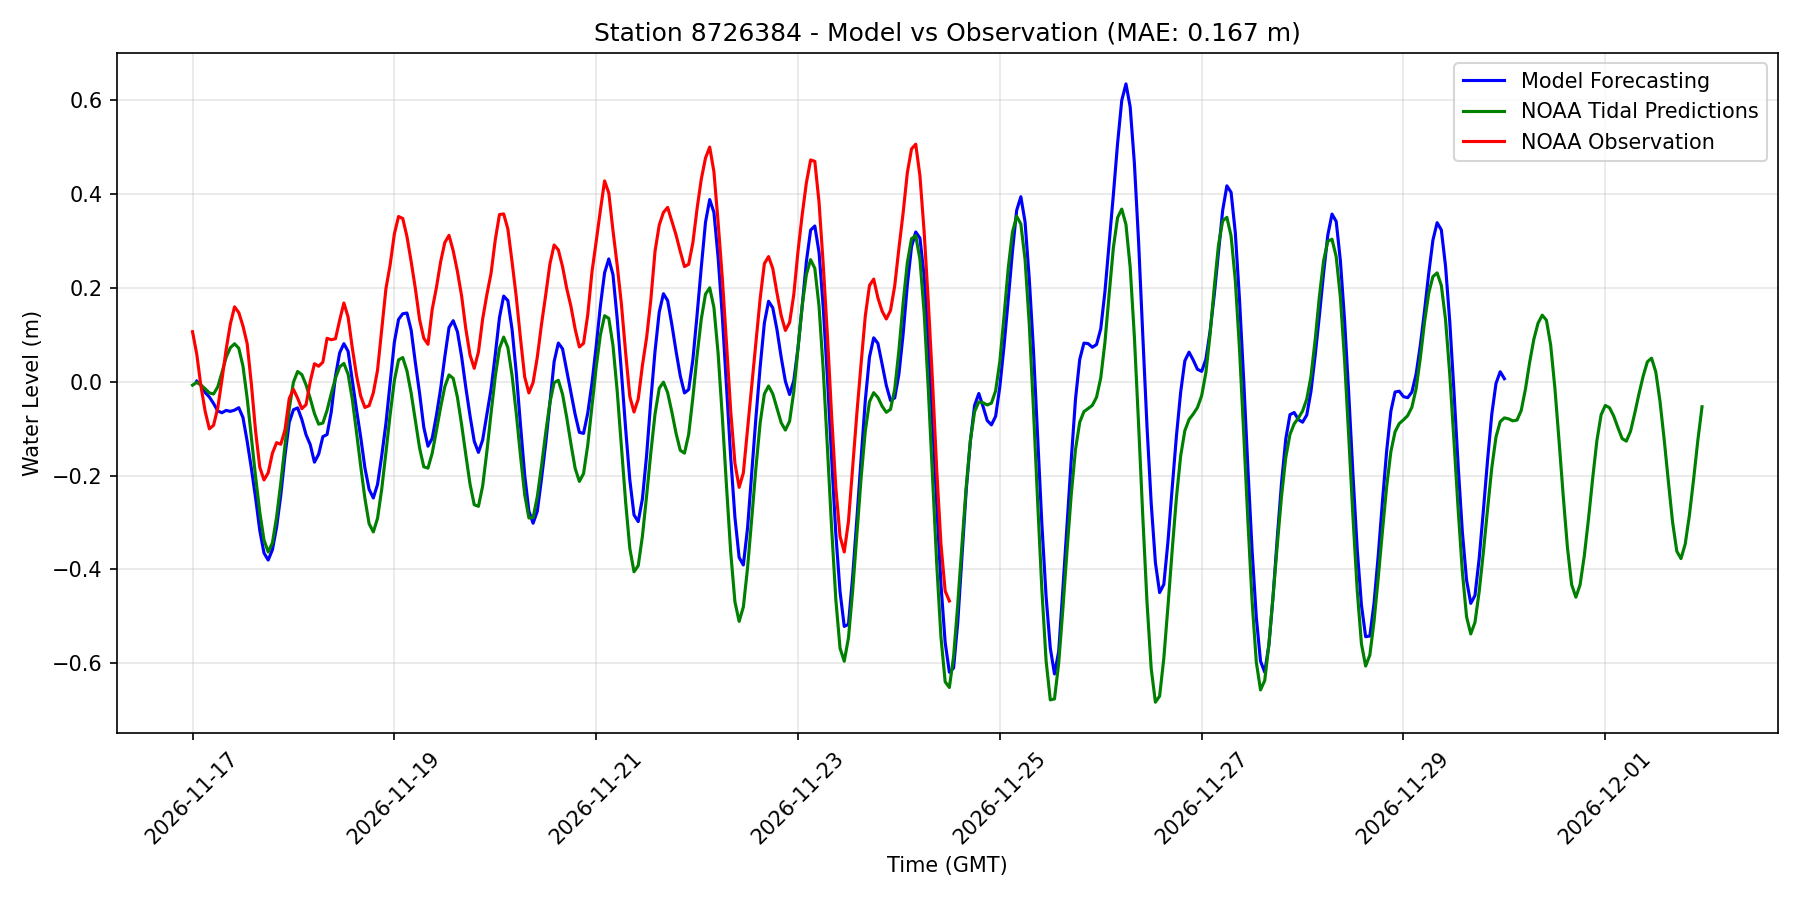 Station 8726384 - Model vs Observation (MAE: 0.167 m)
Model Forecasting
NOAA Tidal Predictions
NOAA Observation
Water Level (m)
0.6
0.4
0.2
0.0
−0.2
−0.4
−0.6
2026-11-17
2026-11-19
2026-11-21
2026-11-23
2026-11-25
2026-11-27
2026-11-29
2026-12-01
Time (GMT)